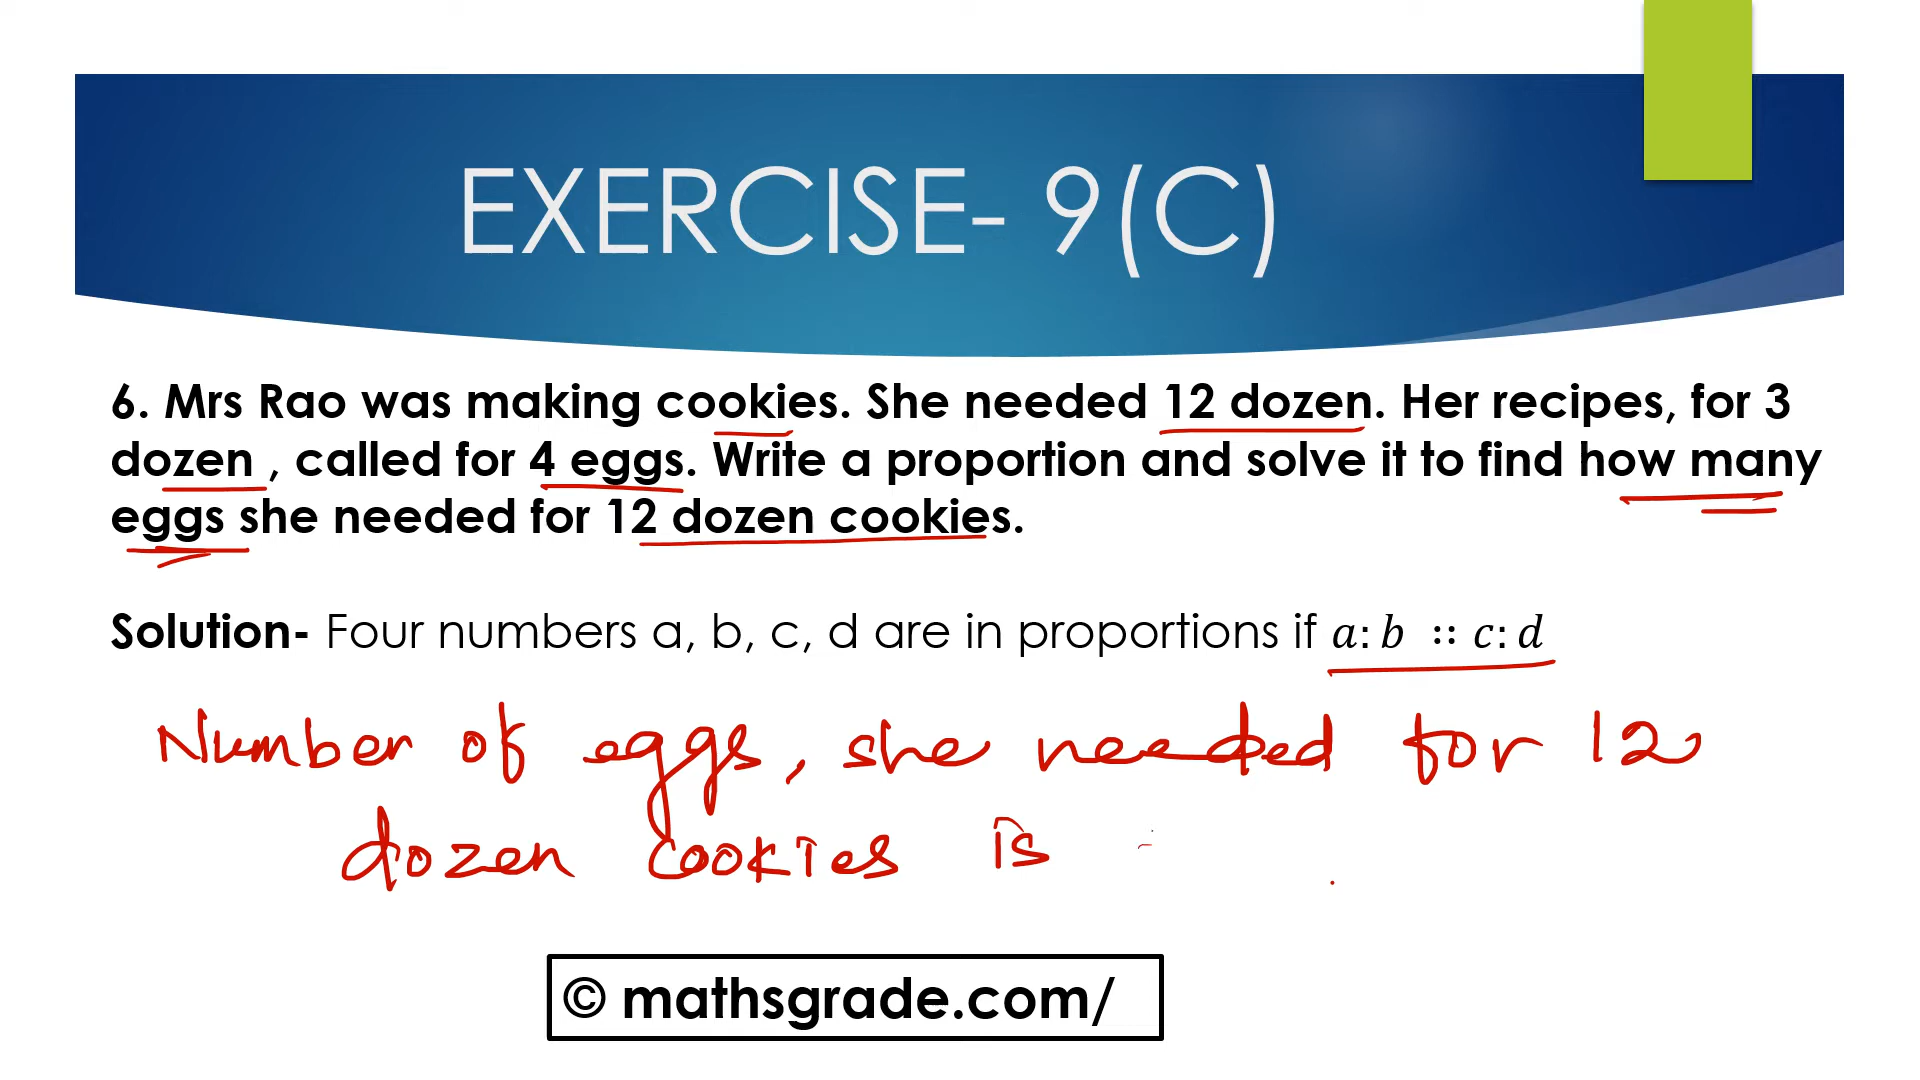 EXERCISE- 9(C)
6. Mrs Rao was making cookies. She needed 12 dozen. Her recipes, for 3
dozen , called for 4 eggs. Write a proportion and solve it to find how many
eggs she needed for 12 dozen cookies.
Solution- Four numbers a, b, c, d are in proportions if a: b :: c: d
Number of eggs, she needed for 12
dozen cookies is
© mathsgrade.com/